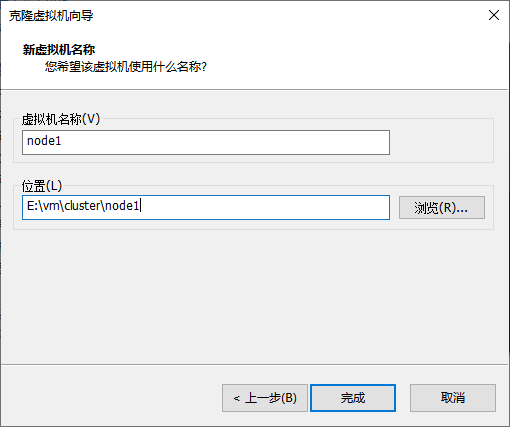 克隆虚拟机向导
新虚拟机名称
您希望该虚拟机使用什么名称?
虚拟机名称(V)
node1
位置(L)
E:\vm\cluster\node1
浏览(R)...
< 上一步(B)
完成
取消